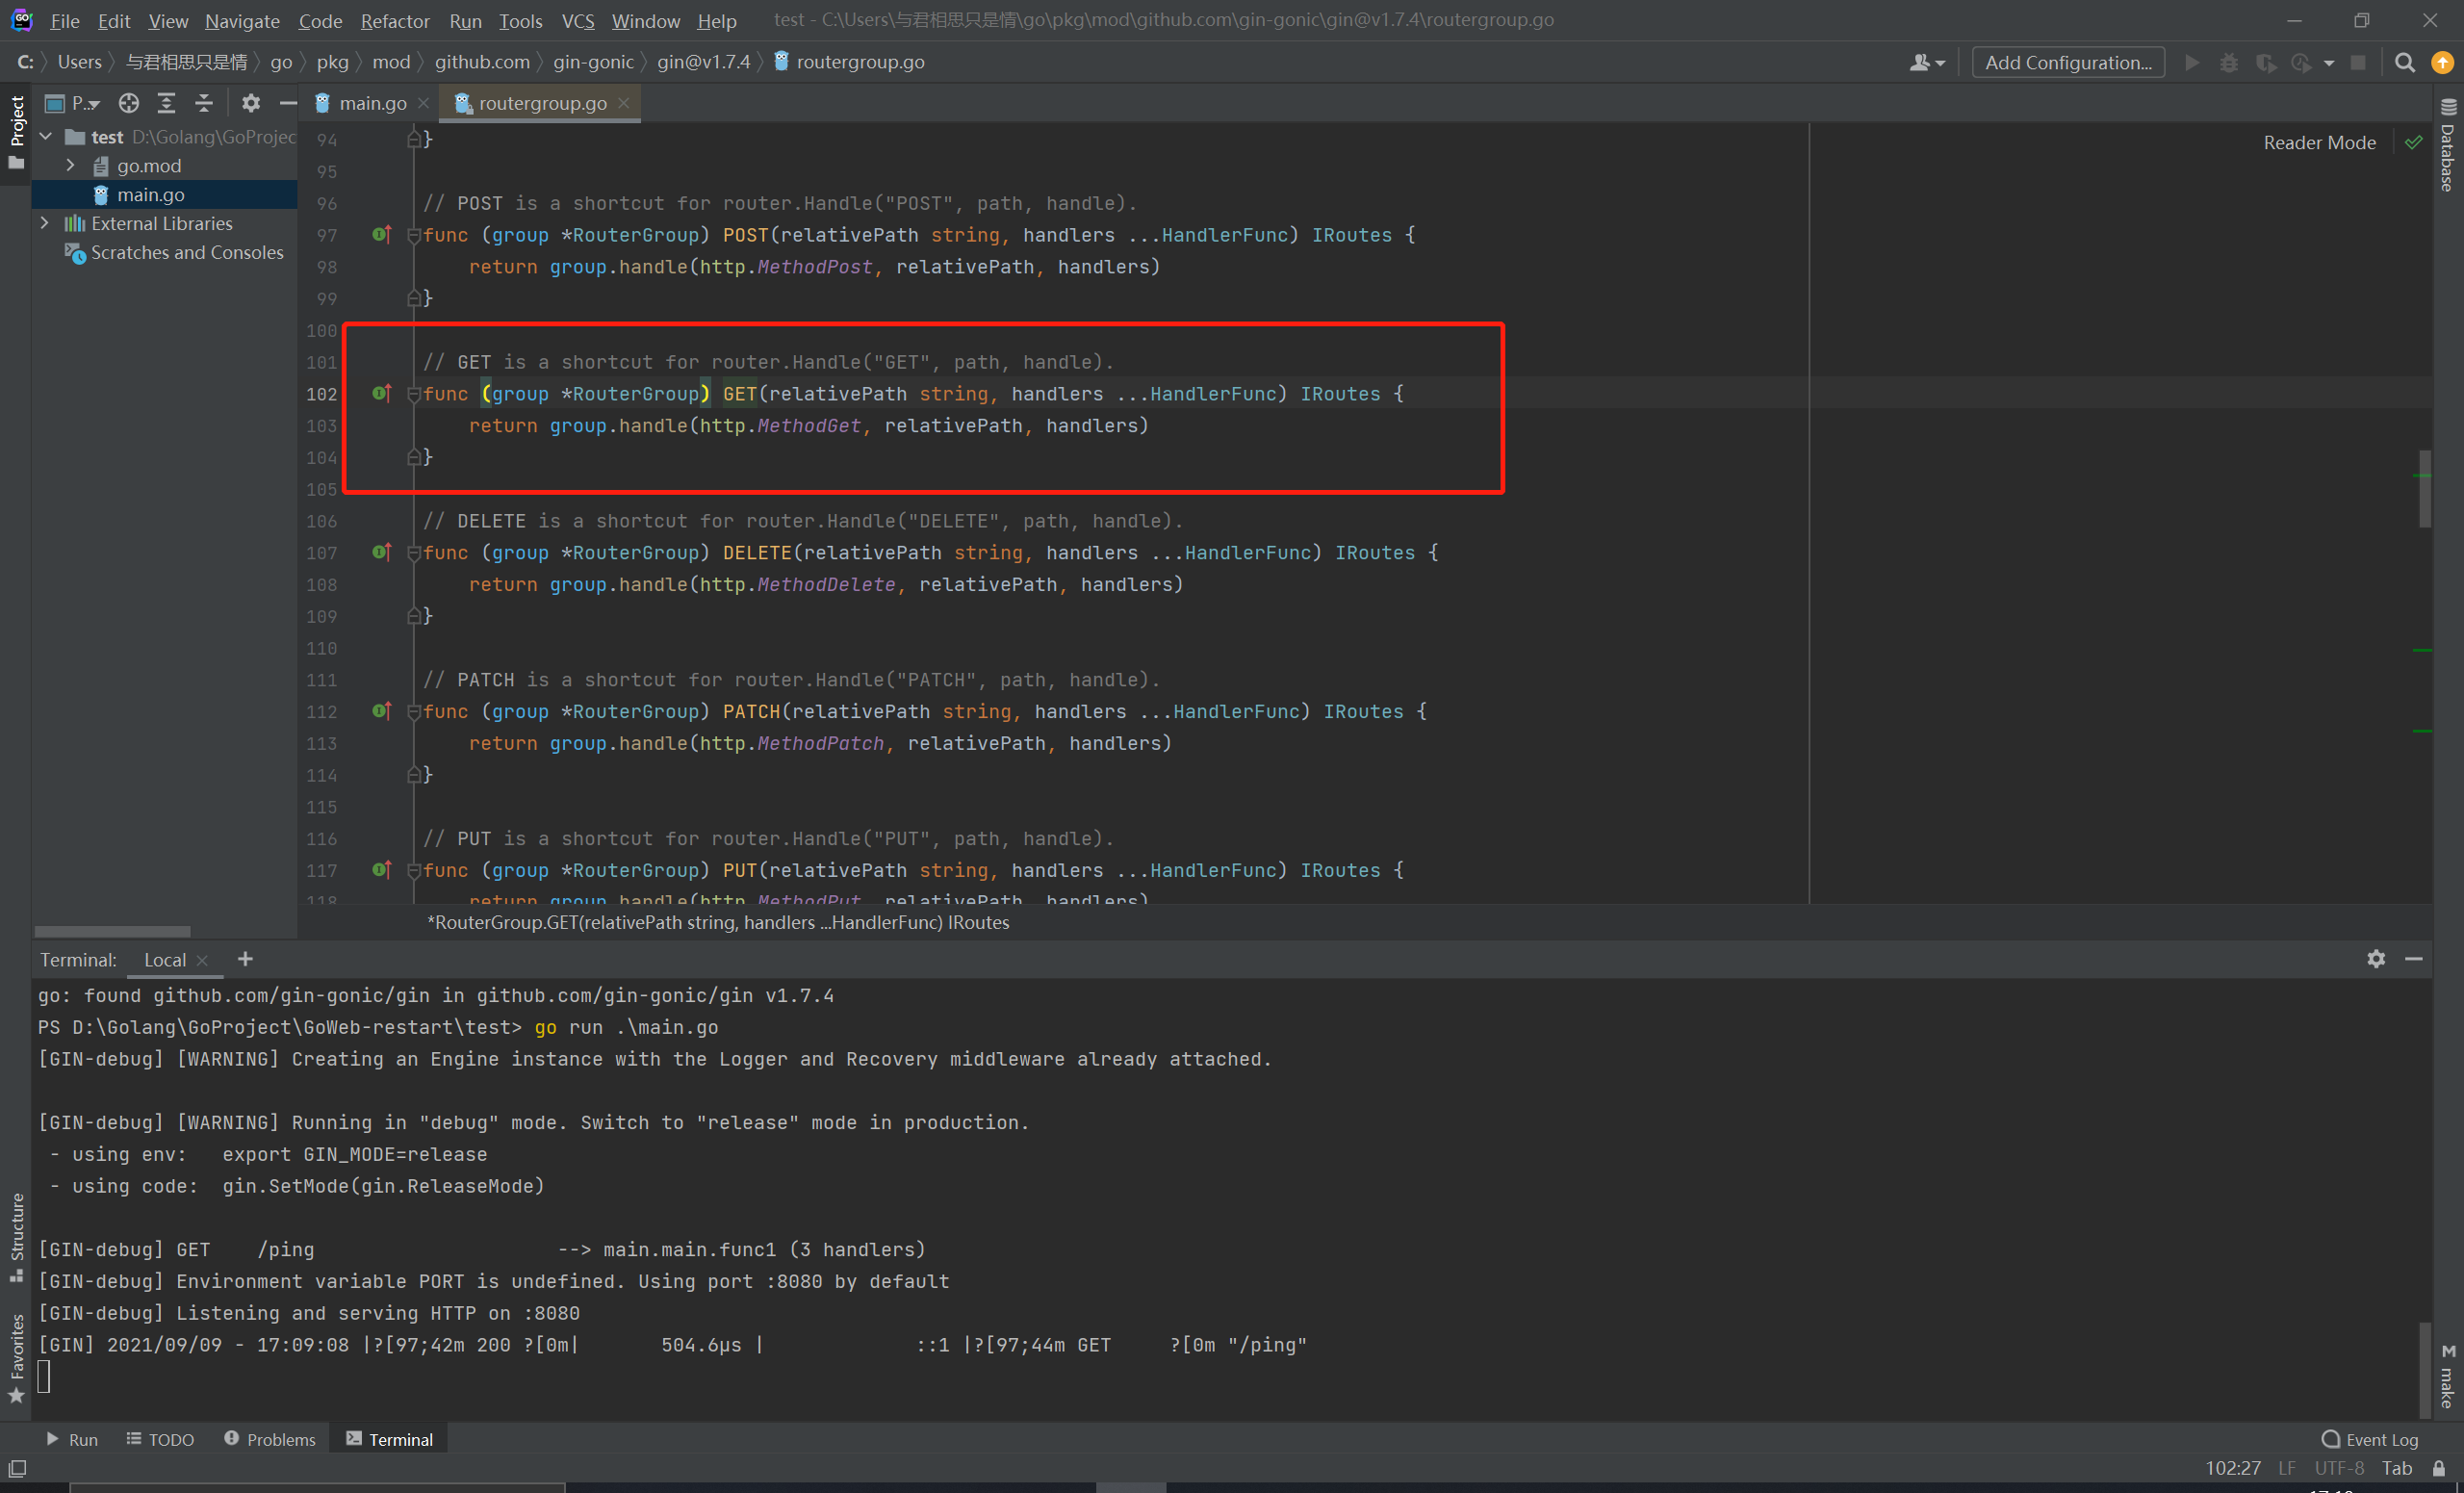 File Edit View Navigate Code Refactor Run Tools VCS Window Help test - C:\Users\与君相思只是情\go\pkg\mod\github.com\gin-gonic\gin@v1.7.4\routergroup.go
C: Users 与君相思只是情 go pkg mod github.com gin-gonic gin@v1.7.4 routergroup.go Add Configuration...
Project
P..
main.go
routergroup.go
test D:\Golang\GoProjec
go.mod
main.go
External Libraries
Scratches and Consoles
Reader Mode
Database
94 }
95
96 // POST is a shortcut for router.Handle("POST", path, handle).
97 func (group *RouterGroup) POST(relativePath string, handlers ...HandlerFunc) IRoutes {
98 return group.handle(http.MethodPost, relativePath, handlers)
99 }
100
101 // GET is a shortcut for router.Handle("GET", path, handle).
102 func (group *RouterGroup) GET(relativePath string, handlers ...HandlerFunc) IRoutes {
103 return group.handle(http.MethodGet, relativePath, handlers)
104 }
105
106 // DELETE is a shortcut for router.Handle("DELETE", path, handle).
107 func (group *RouterGroup) DELETE(relativePath string, handlers ...HandlerFunc) IRoutes {
108 return group.handle(http.MethodDelete, relativePath, handlers)
109 }
110
111 // PATCH is a shortcut for router.Handle("PATCH", path, handle).
112 func (group *RouterGroup) PATCH(relativePath string, handlers ...HandlerFunc) IRoutes {
113 return group.handle(http.MethodPatch, relativePath, handlers)
114 }
115
116 // PUT is a shortcut for router.Handle("PUT", path, handle).
117 func (group *RouterGroup) PUT(relativePath string, handlers ...HandlerFunc) IRoutes {
118 return group.handle(http.MethodPut, relativePath, handlers)
*RouterGroup.GET(relativePath string, handlers ...HandlerFunc) IRoutes
Terminal: Local
go: found github.com/gin-gonic/gin in github.com/gin-gonic/gin v1.7.4
PS D:\Golang\GoProject\GoWeb-restart\test> go run .\main.go
[GIN-debug] [WARNING] Creating an Engine instance with the Logger and Recovery middleware already attached.
[GIN-debug] [WARNING] Running in "debug" mode. Switch to "release" mode in production.
- using env: export GIN_MODE=release
- using code: gin.SetMode(gin.ReleaseMode)
[GIN-debug] GET /ping --> main.main.func1 (3 handlers)
[GIN-debug] Environment variable PORT is undefined. Using port :8080 by default
[GIN-debug] Listening and serving HTTP on :8080
[GIN] 2021/09/09 - 17:09:08 |?[97;42m 200 ?[0m| 504.6µs | ::1 |?[97;44m GET ?[0m "/ping"
Structure
Favorites
make
Run TODO Problems Terminal Event Log
102:27 LF UTF-8 Tab